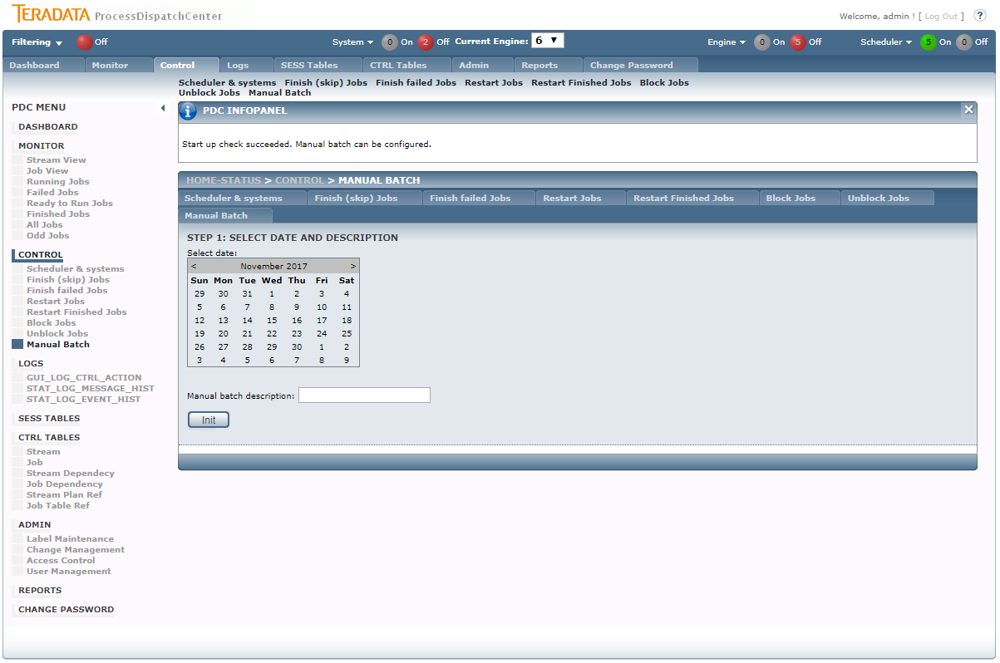 TERADATA ProcessDispatchCenter
Welcome, admin ! [ Log Out ] ?
Filtering Off System 0 On 2 Off Current Engine: 6 Engine 0 On 5 Off Scheduler 5 On 0 Off
Dashboard Monitor Control Logs SESS Tables CTRL Tables Admin Reports Change Password
Scheduler & systems Finish (skip) Jobs Finish failed Jobs Restart Jobs Restart Finished Jobs Block Jobs
Unblock Jobs Manual Batch
PDC MENU
DASHBOARD
MONITOR
Stream View
Job View
Running Jobs
Failed Jobs
Ready to Run Jobs
Finished Jobs
All Jobs
Odd Jobs
CONTROL
Scheduler & systems
Finish (skip) Jobs
Finish failed Jobs
Restart Jobs
Restart Finished Jobs
Block Jobs
Unblock Jobs
Manual Batch
LOGS
GUI_LOG_CTRL_ACTION
STAT_LOG_MESSAGE_HIST
STAT_LOG_EVENT_HIST
SESS TABLES
CTRL TABLES
Stream
Job
Stream Dependecy
Job Dependency
Stream Plan Ref
Job Table Ref
ADMIN
Label Maintenance
Change Management
Access Control
User Management
REPORTS
CHANGE PASSWORD
i PDC INFOPANEL X
Start up check succeeded. Manual batch can be configured.
HOME-STATUS > CONTROL > MANUAL BATCH
Scheduler & systems Finish (skip) Jobs Finish failed Jobs Restart Jobs Restart Finished Jobs Block Jobs Unblock Jobs
Manual Batch
STEP 1: SELECT DATE AND DESCRIPTION
Select date:
< November 2017 >
Sun Mon Tue Wed Thu Fri Sat
29 30 31 1 2 3 4
5 6 7 8 9 10 11
12 13 14 15 16 17 18
19 20 21 22 23 24 25
26 27 28 29 30 1 2
3 4 5 6 7 8 9
Manual batch description:
Init